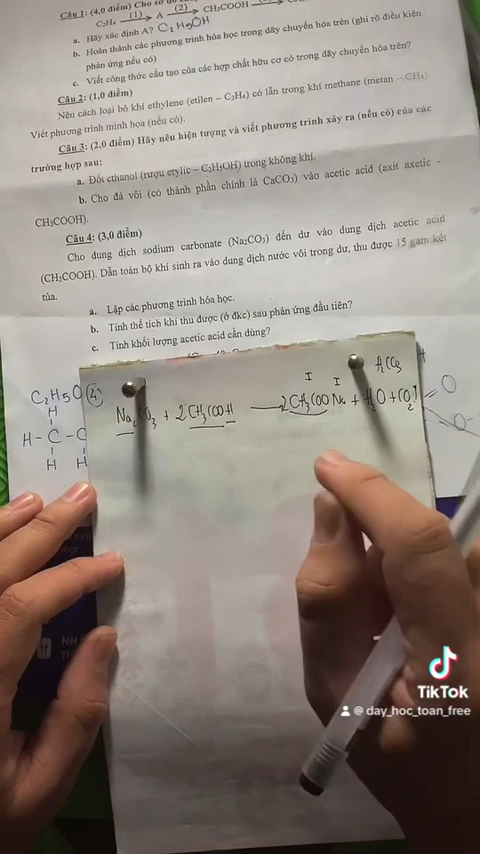 Câu 1: (4,0 điểm) Cho sơ đồ
C₂H₄ (1)→ A (2)→ CH₃COOH
a. Hãy xác định A? C₂H₅OH
b. Hoàn thành các phương trình hóa học trong dãy chuyển hóa trên (ghi rõ điều kiện
phản ứng nếu có)
c. Viết công thức cấu tạo của các hợp chất hữu cơ có trong dãy chuyển hóa trên?
Câu 2: (1,0 điểm)
Nêu cách loại bỏ khí ethylene (etilen – C₂H₄) có lẫn trong khí methane (metan – CH₄).
Viết phương trình minh họa (nếu có).
Câu 3: (2,0 điểm) Hãy nêu hiện tượng và viết phương trình xảy ra (nếu có) của các
trường hợp sau:
a. Đốt ethanol (rượu etylic – C₂H₅OH) trong không khí.
b. Cho đá vôi (có thành phần chính là CaCO₃) vào acetic acid (axit axetic -
CH₃COOH).
Câu 4: (3,0 điểm)
Cho dung dịch sodium carbonate (Na₂CO₃) đến dư vào dung dịch acetic acid
(CH₃COOH). Dẫn toàn bộ khí sinh ra vào dung dịch nước vôi trong dư, thu được 15 gam kết
tủa.
a. Lập các phương trình hóa học.
b. Tính thể tích khí thu được (ở đkc) sau phản ứng đầu tiên?
c. Tính khối lượng acetic acid cần dùng?
H₂CO₃
C₂H₅O
4
I I
Na₂CO₃ + 2CH₃COOH → 2CH₃COO Na + H₂O + CO₂↑
H
H – C – C
H H
= O
O-
NH
TikTok
@ day_hoc_toan_free